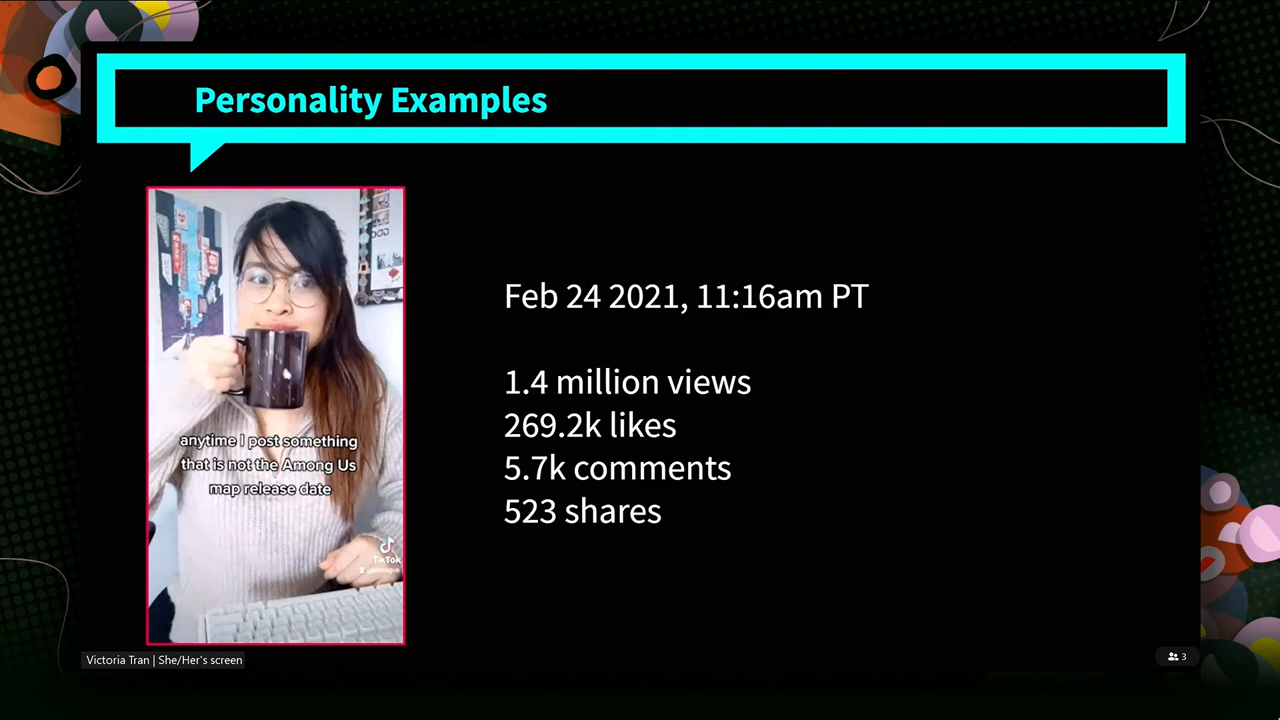 Personality Examples
Feb 24 2021, 11:16am PT
1.4 million views
269.2k likes
5.7k comments
523 shares
anytime I post something
that is not the Among Us
map release date
TikTok
Victoria Tran | She/Her's screen
3